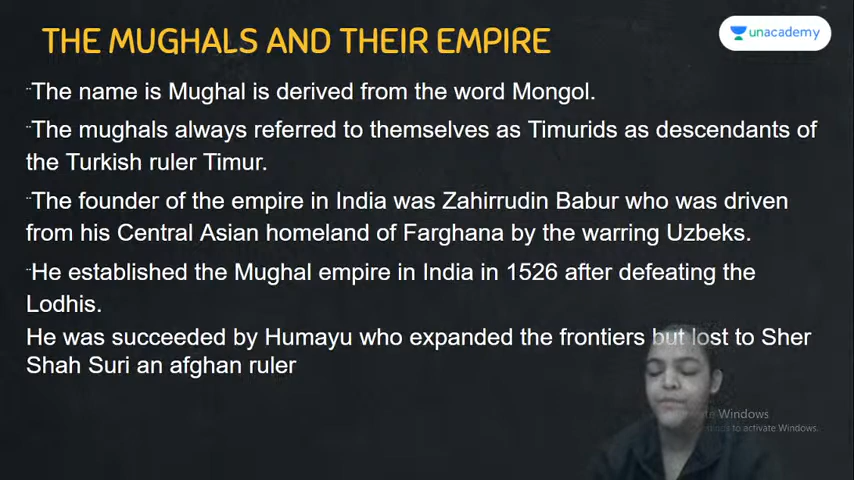 THE MUGHALS AND THEIR EMPIRE
unacademy
¨The name is Mughal is derived from the word Mongol.
¨The mughals always referred to themselves as Timurids as descendants of
the Turkish ruler Timur.
¨The founder of the empire in India was Zahirrudin Babur who was driven
from his Central Asian homeland of Farghana by the warring Uzbeks.
¨He established the Mughal empire in India in 1526 after defeating the
Lodhis.
He was succeeded by Humayu who expanded the frontiers but lost to Sher
Shah Suri an afghan ruler
Windows
to activate Windows.